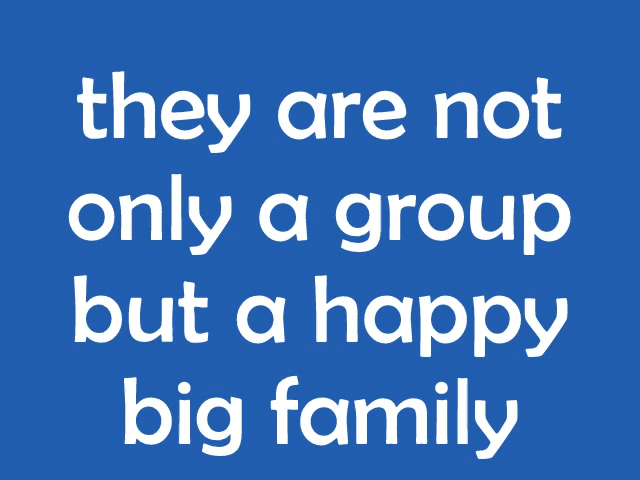 they are not
only a group
but a happy
big family